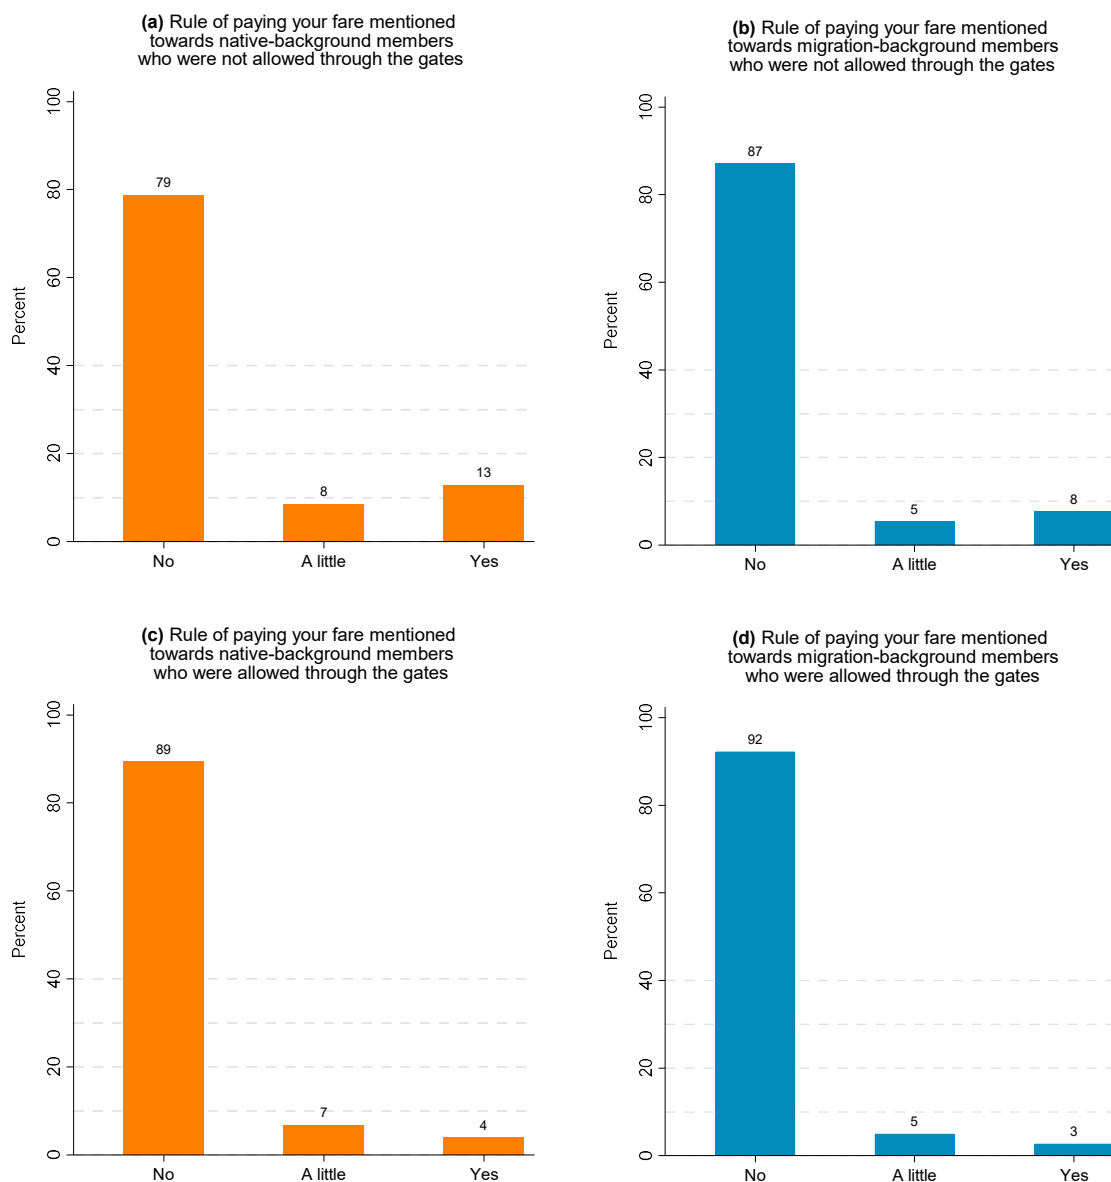 (a) Rule of paying your fare mentioned
towards native-background members
who were not allowed through the gates
100
80
60
40
20
0
Percent
79
8
13
No
A little
Yes
(b) Rule of paying your fare mentioned
towards migration-background members
who were not allowed through the gates
100
80
60
40
20
0
Percent
87
5
8
No
A little
Yes
(c) Rule of paying your fare mentioned
towards native-background members
who were allowed through the gates
100
80
60
40
20
0
Percent
89
7
4
No
A little
Yes
(d) Rule of paying your fare mentioned
towards migration-background members
who were allowed through the gates
100
80
60
40
20
0
Percent
92
5
3
No
A little
Yes